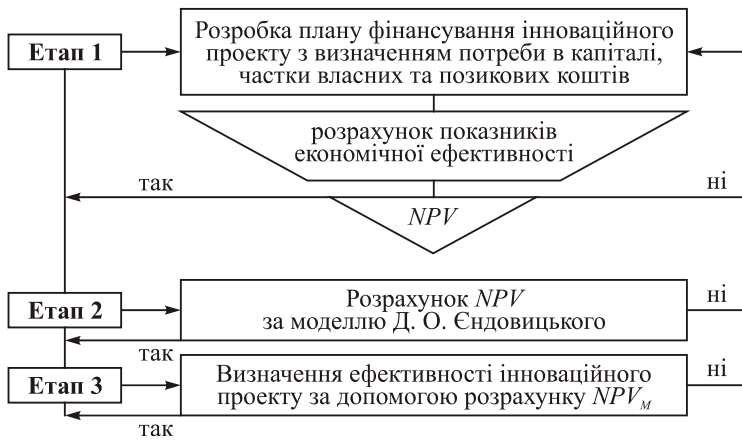 Етап 1
Розробка плану фінансування інноваційного
проекту з визначенням потреби в капіталі,
частки власних та позикових коштів
розрахунок показників
економічної ефективності
так
ні
NPV
Етап 2
Розрахунок NPV
за моделлю Д. О. Єндовицького
ні
так
Етап 3
Визначення ефективності інноваційного
проекту за допомогою розрахунку NPVM
ні
так